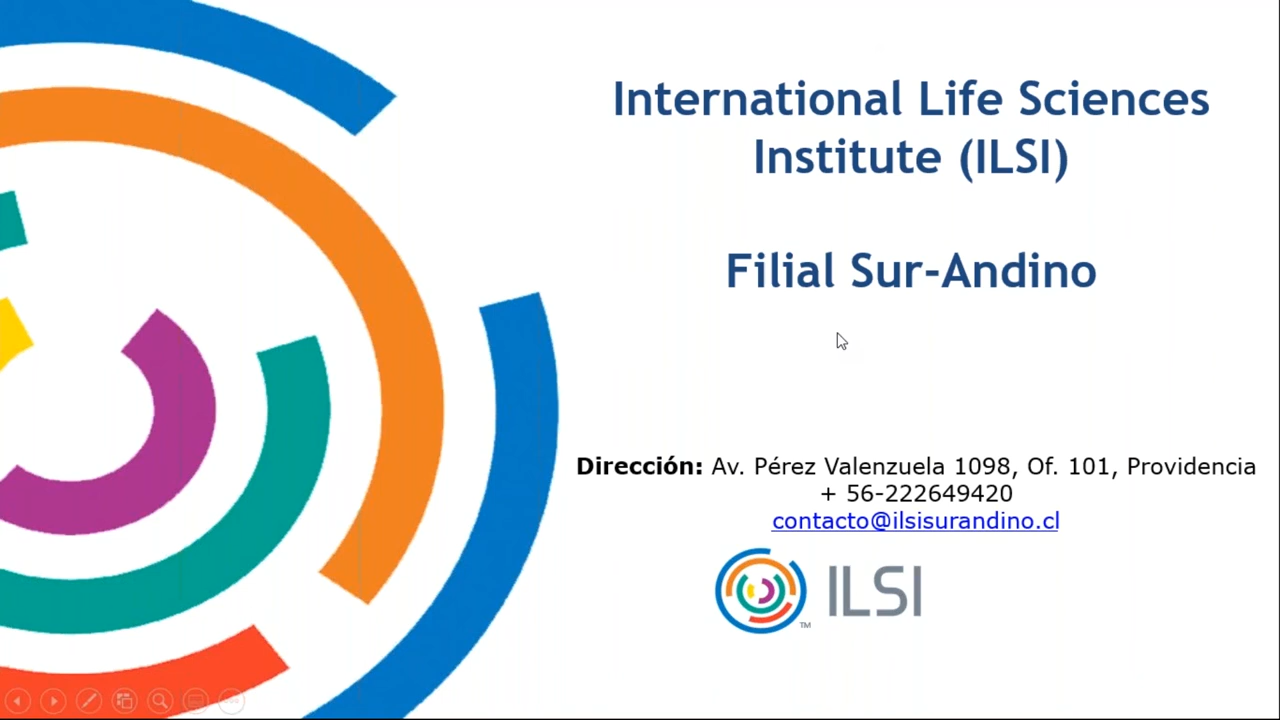 International Life Sciences
Institute (ILSI)
Filial Sur-Andino
Dirección: Av. Pérez Valenzuela 1098, Of. 101, Providencia
+ 56-222649420
contacto@ilsisurandino.cl
ILSI
TM